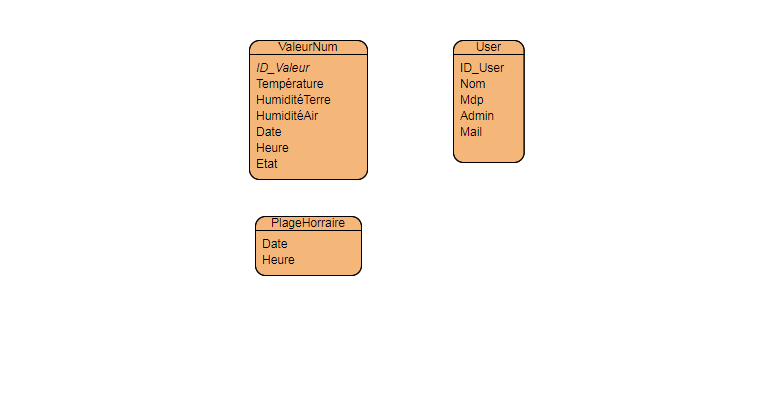 ValeurNum
ID_Valeur
Température
HumiditéTerre
HumiditéAir
Date
Heure
Etat
User
ID_User
Nom
Mdp
Admin
Mail
PlageHorraire
Date
Heure